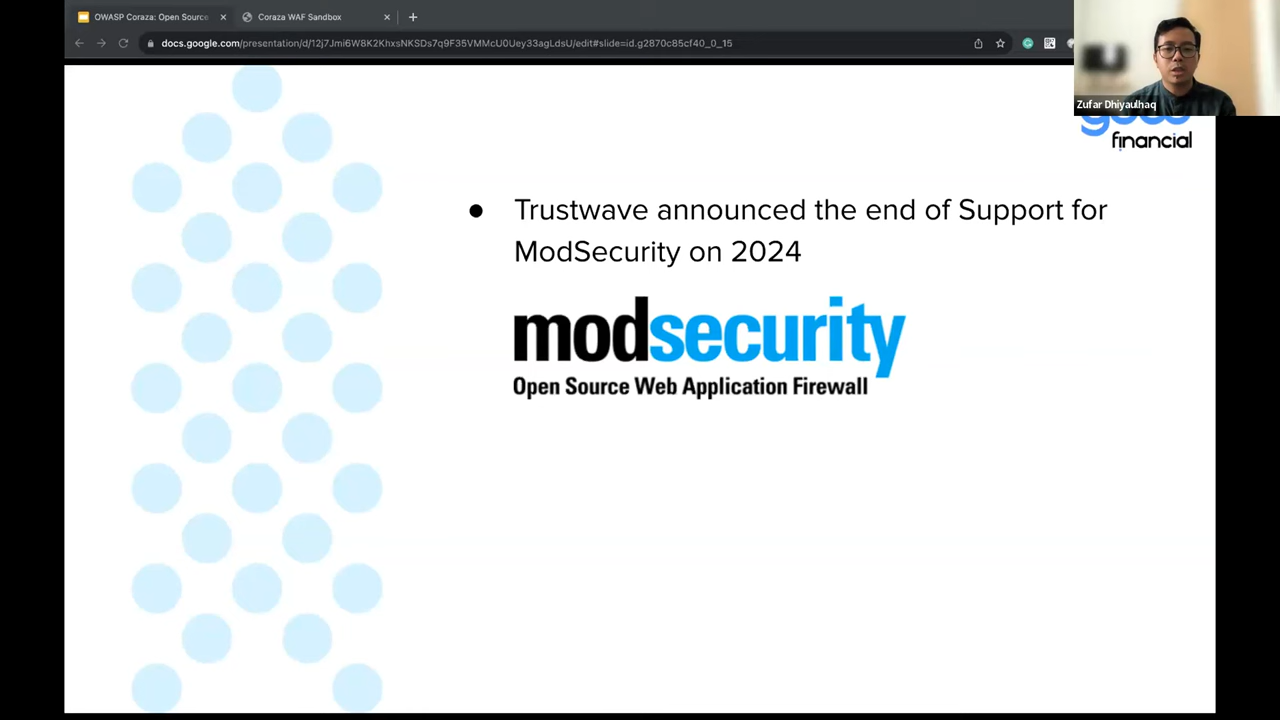 OWASP Coraza: Open Source
Coraza WAF Sandbox
docs.google.com/presentation/d/12j7Jmi6W8K2KhxsNKSDs7q9F35VMMcU0Uey33agLdsU/edit#slide=id.g2870c85cf40_0_15
Zufar Dhiyaulhaq
financial
● Trustwave announced the end of Support for
ModSecurity on 2024
modsecurity
Open Source Web Application Firewall